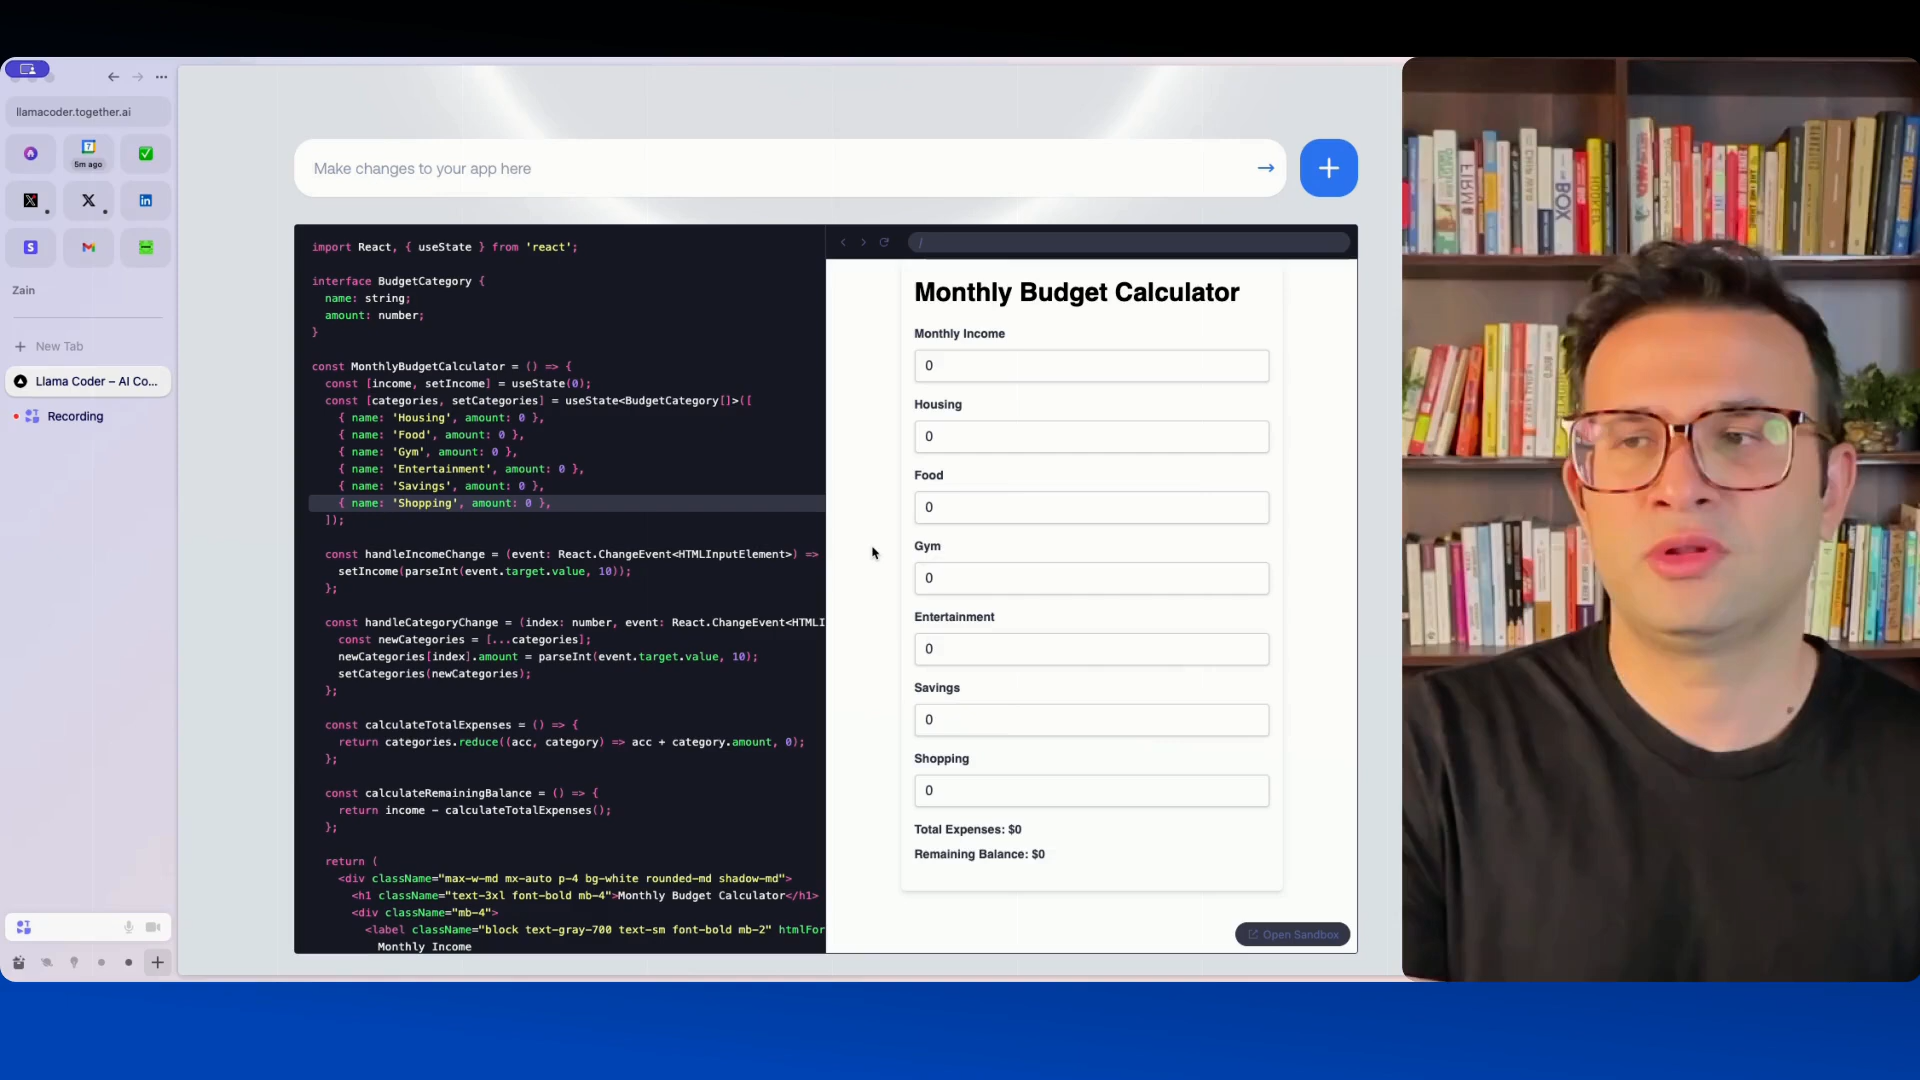 llamacoder.together.ai
7
5m ago
Zain
New Tab
Llama Coder – AI Co...
Recording
Make changes to your app here
import React, { useState } from 'react';
interface BudgetCategory {
name: string;
amount: number;
}
const MonthlyBudgetCalculator = () => {
const [income, setIncome] = useState(0);
const [categories, setCategories] = useState<BudgetCategory[]>([
{ name: 'Housing', amount: 0 },
{ name: 'Food', amount: 0 },
{ name: 'Gym', amount: 0 },
{ name: 'Entertainment', amount: 0 },
{ name: 'Savings', amount: 0 },
{ name: 'Shopping', amount: 0 },
]);
const handleIncomeChange = (event: React.ChangeEvent<HTMLInputElement>) =>
setIncome(parseInt(event.target.value, 10));
};
const handleCategoryChange = (index: number, event: React.ChangeEvent<HTMLI
const newCategories = [...categories];
newCategories[index].amount = parseInt(event.target.value, 10);
setCategories(newCategories);
};
const calculateTotalExpenses = () => {
return categories.reduce((acc, category) => acc + category.amount, 0);
};
const calculateRemainingBalance = () => {
return income - calculateTotalExpenses();
};
return (
<div className="max-w-md mx-auto p-4 bg-white rounded-md shadow-md">
<h1 className="text-3xl font-bold mb-4">Monthly Budget Calculator</h1>
<div className="mb-4">
<label className="block text-gray-700 text-sm font-bold mb-2" htmlFor
Monthly Income
/
Monthly Budget Calculator
Monthly Income
0
Housing
0
Food
0
Gym
0
Entertainment
0
Savings
0
Shopping
0
Total Expenses: $0
Remaining Balance: $0
Open Sandbox
FIRM
BOX
HOOKED